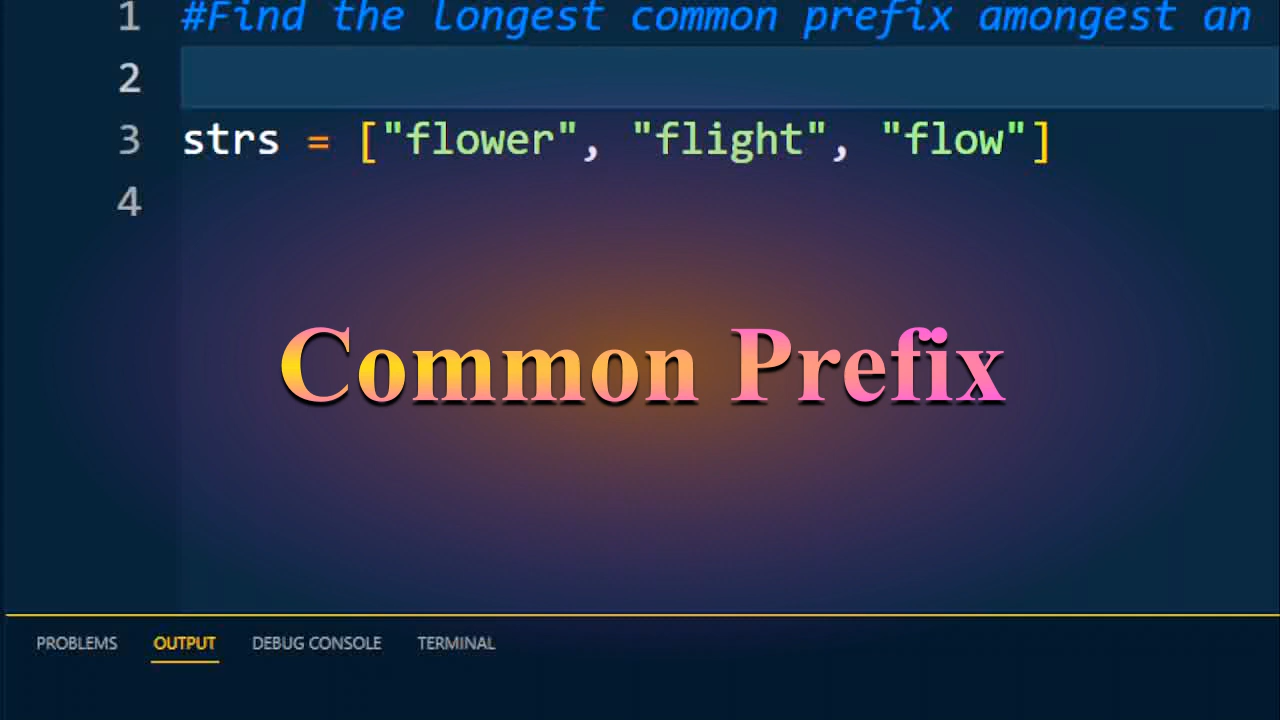 1 #Find the longest common prefix amongest an
2
3 strs = ["flower", "flight", "flow"]
4
Common Prefix
PROBLEMS OUTPUT DEBUG CONSOLE TERMINAL